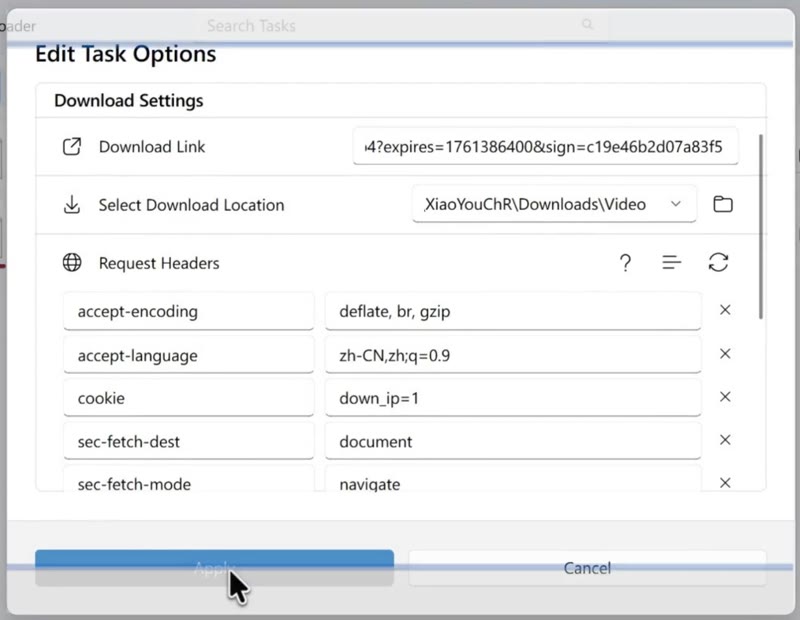 oader
Search Tasks
Edit Task Options
Download Settings
Download Link
4?expires=1761386400&sign=c19e46b2d07a83f5
Select Download Location
XiaoYouChR\Downloads\Video
Request Headers
?
accept-encoding deflate, br, gzip
accept-language zh-CN,zh;q=0.9
cookie down_ip=1
sec-fetch-dest document
sec-fetch-mode navigate
Apply Cancel